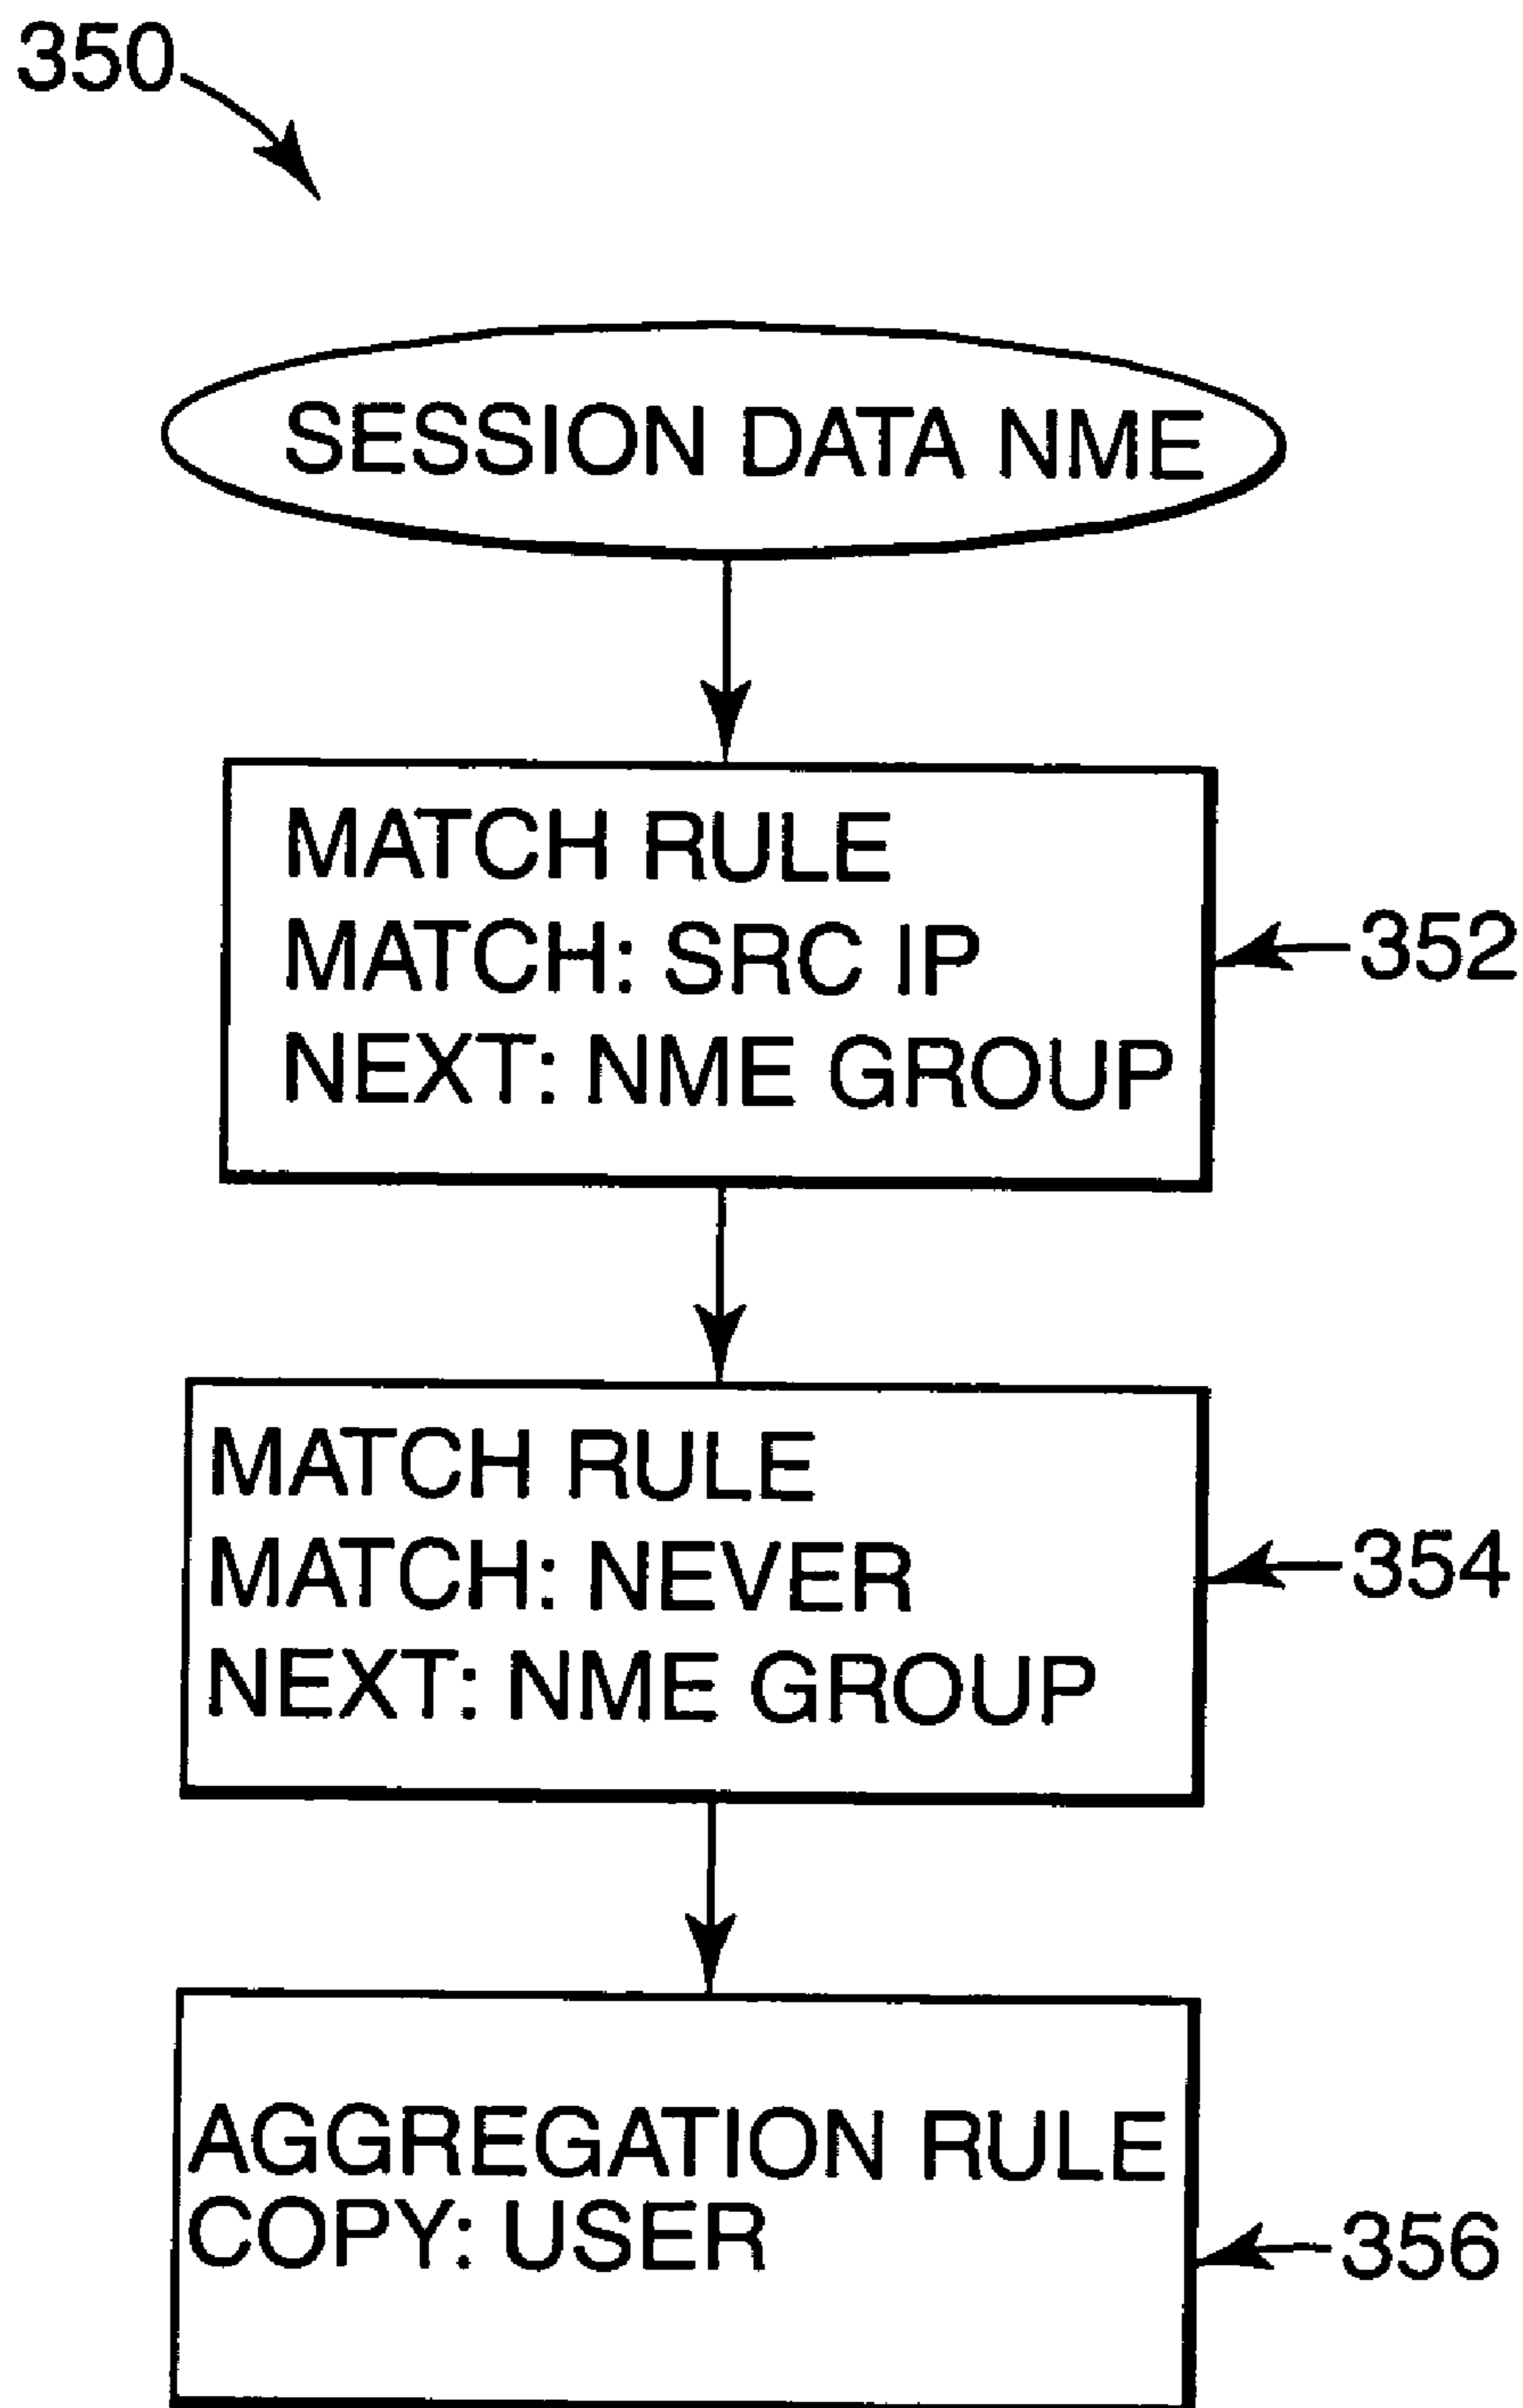 350
SESSION DATA NME
MATCH RULE
MATCH: SRC IP
NEXT: NME GROUP
352
MATCH RULE
MATCH: NEVER
NEXT: NME GROUP
354
AGGREGATION RULE
COPY: USER
356